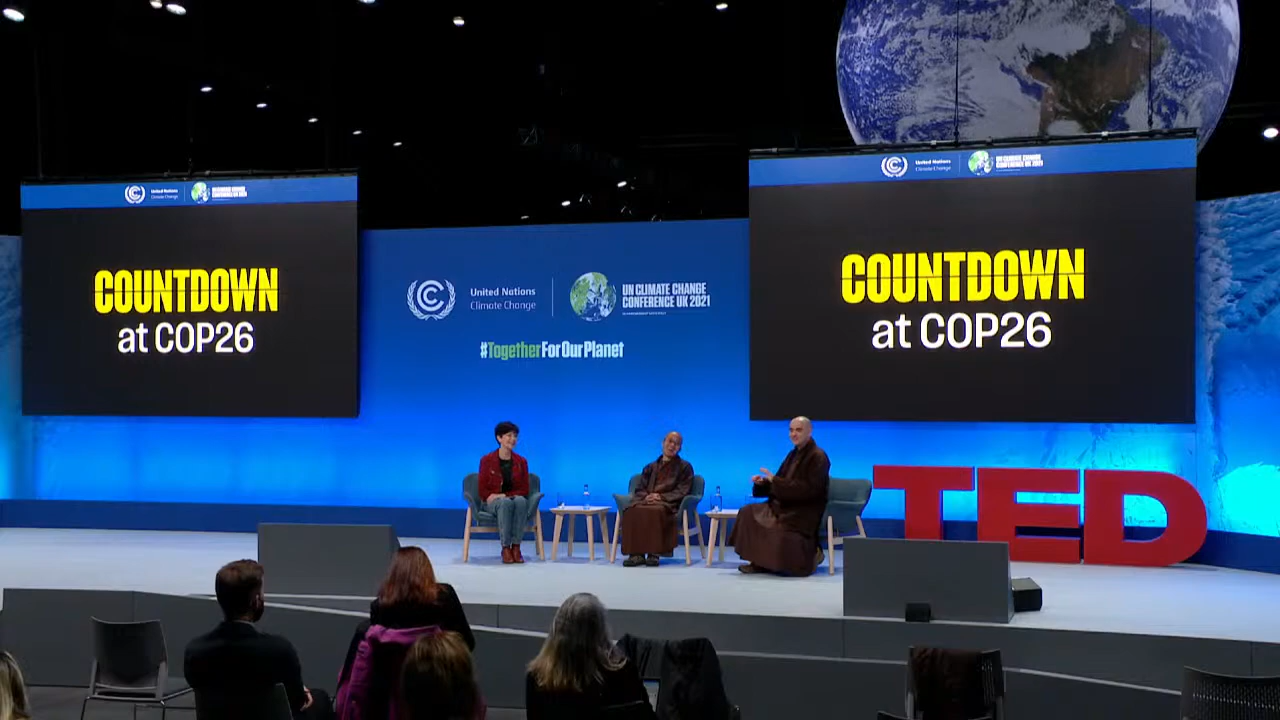 United Nations
Climate Change
UN CLIMATE CHANGE
CONFERENCE UK 2021
COUNTDOWN
at COP26
United Nations
Climate Change
UN CLIMATE CHANGE
CONFERENCE UK 2021
#TogetherForOurPlanet
United Nations
Climate Change
UN CLIMATE CHANGE
CONFERENCE UK 2021
COUNTDOWN
at COP26
TED